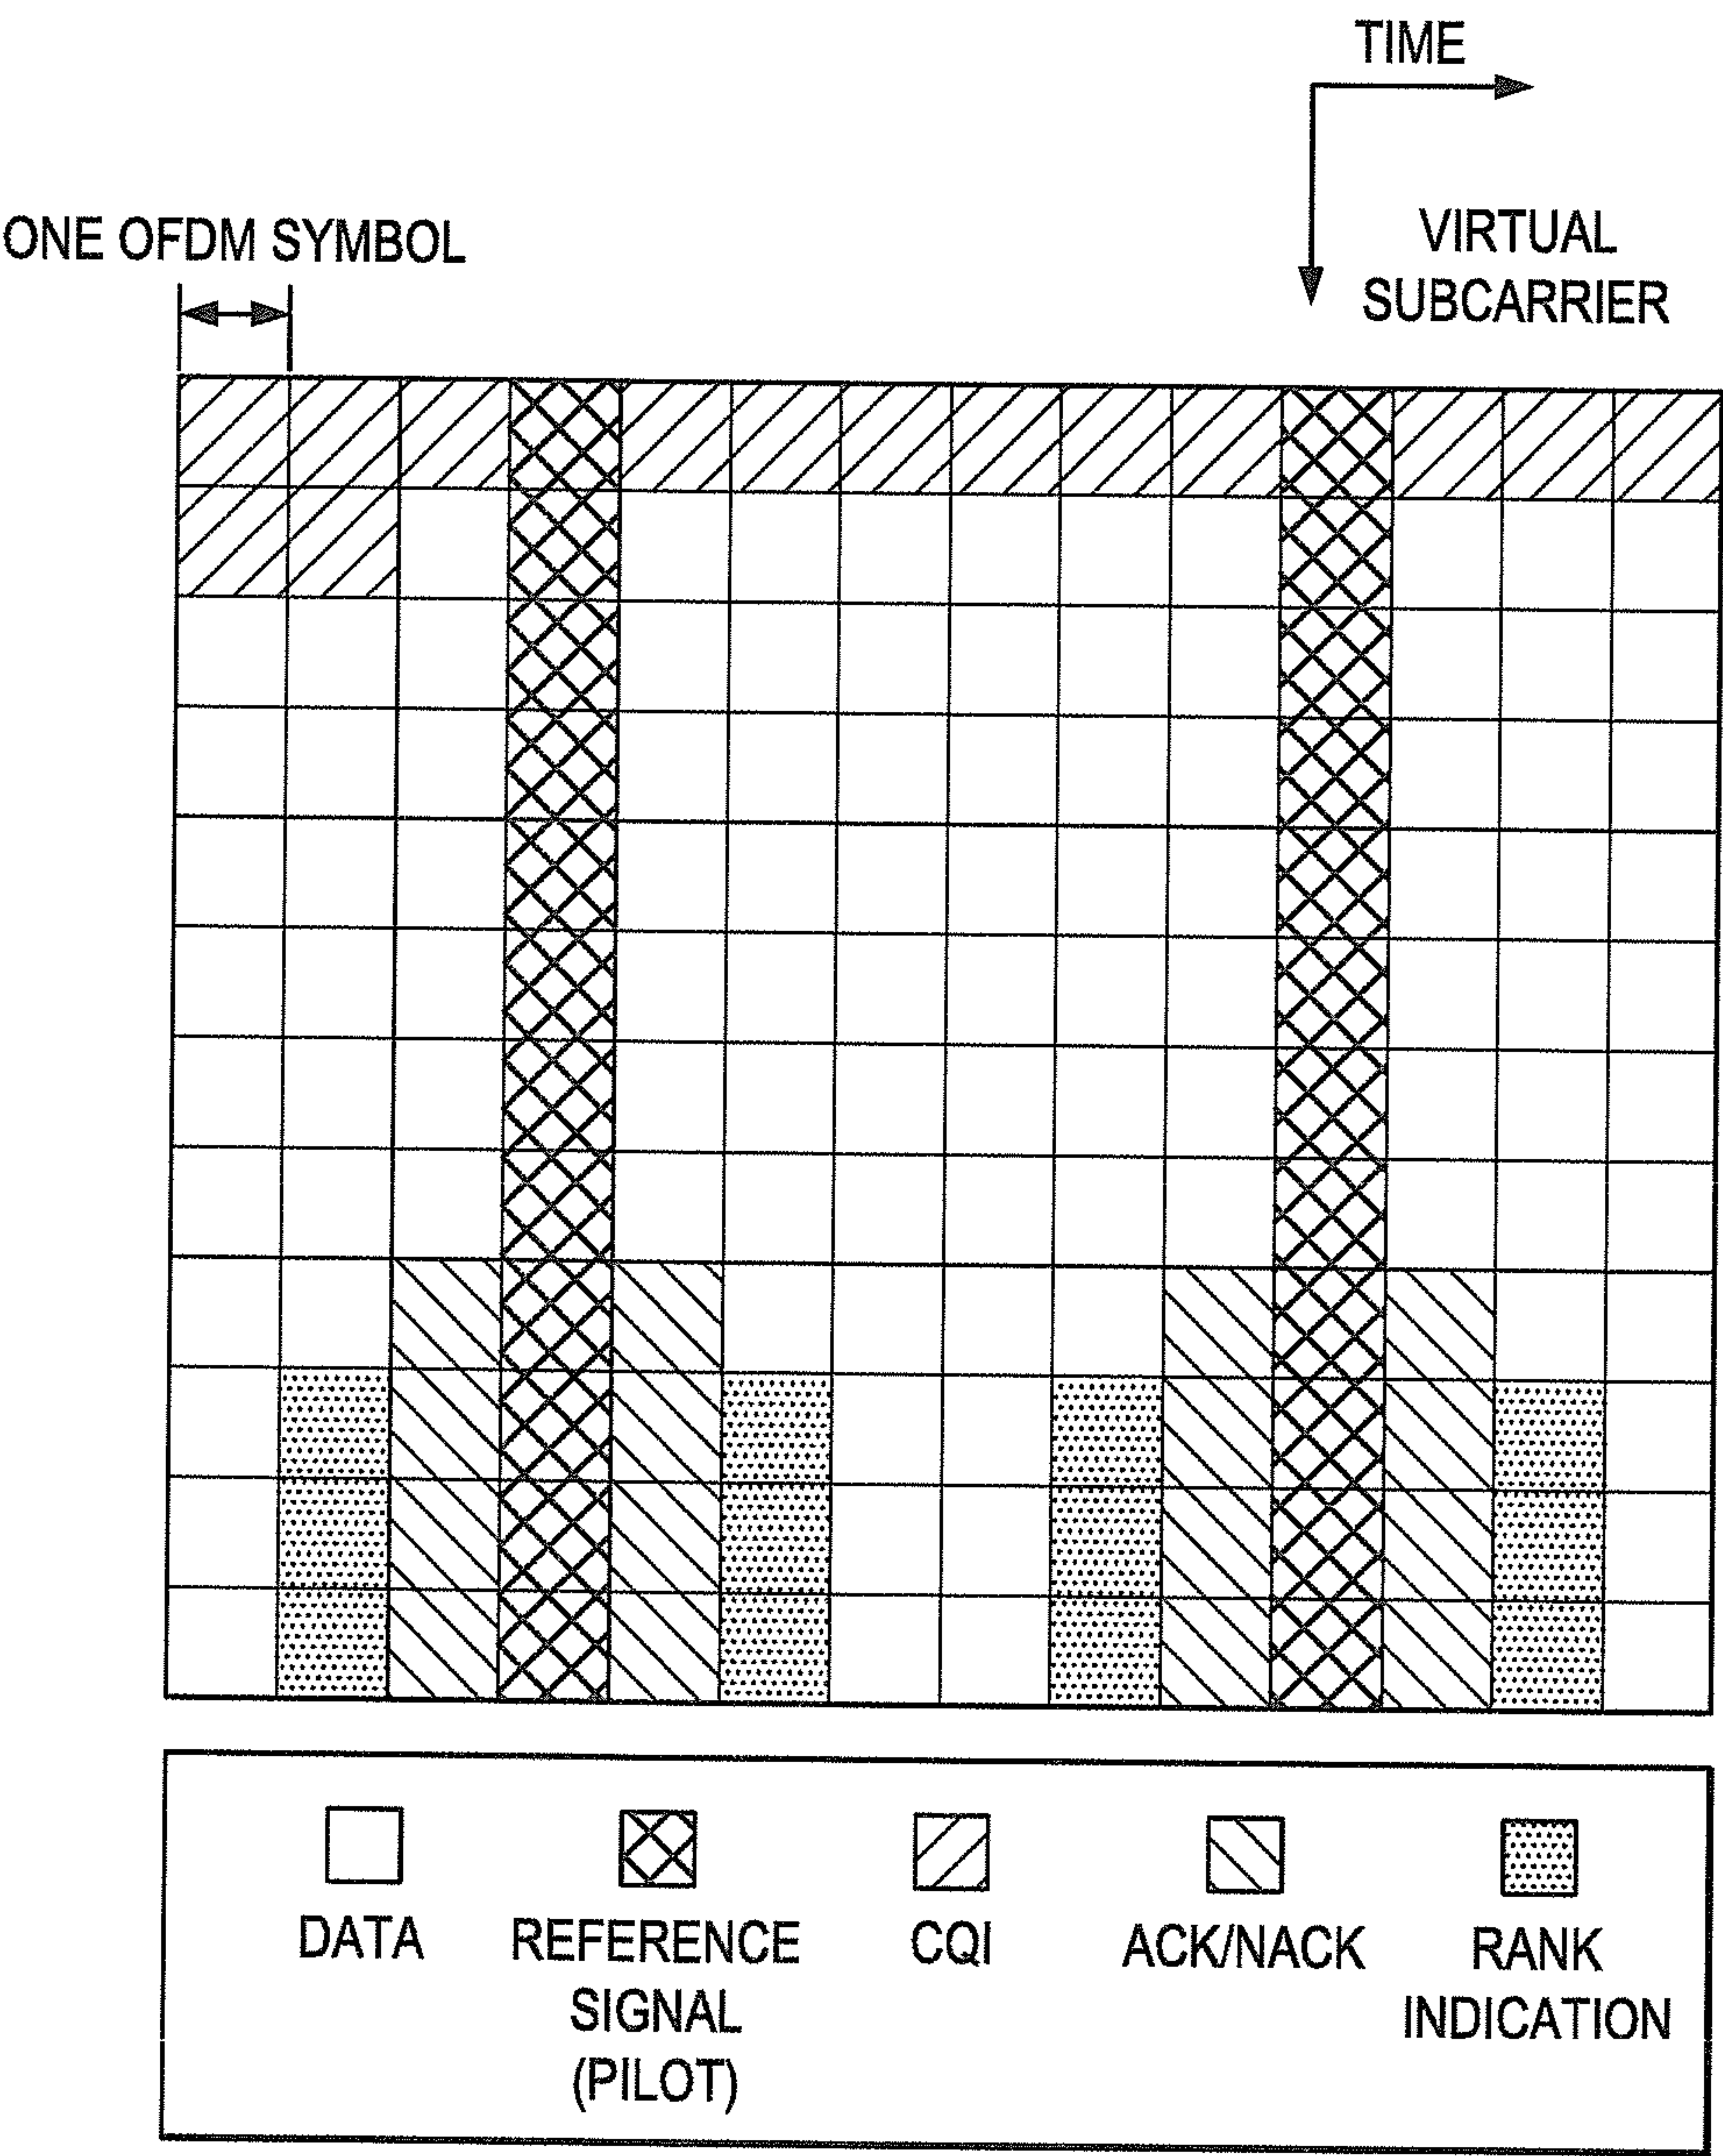 TIME
VIRTUAL
SUBCARRIER
ONE OFDM SYMBOL
DATA
REFERENCE
SIGNAL
(PILOT)
CQI
ACK/NACK
RANK
INDICATION